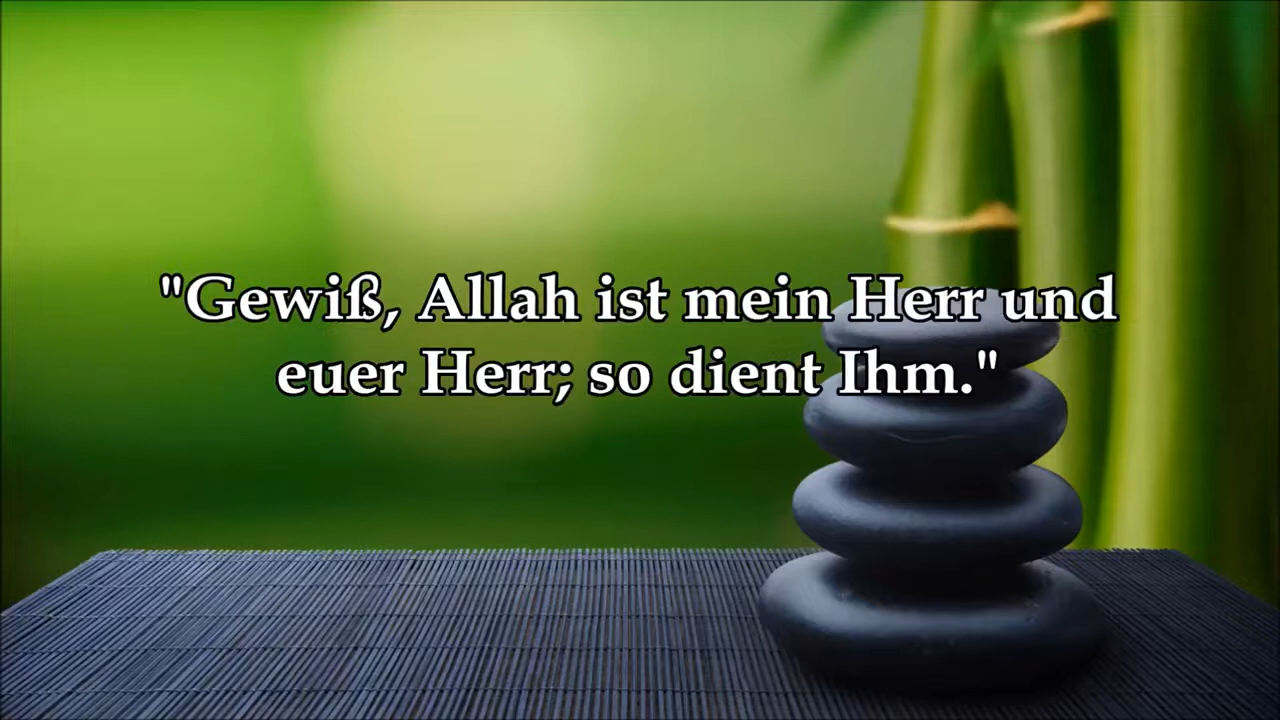 "Gewiß, Allah ist mein Herr und
euer Herr; so dient Ihm."